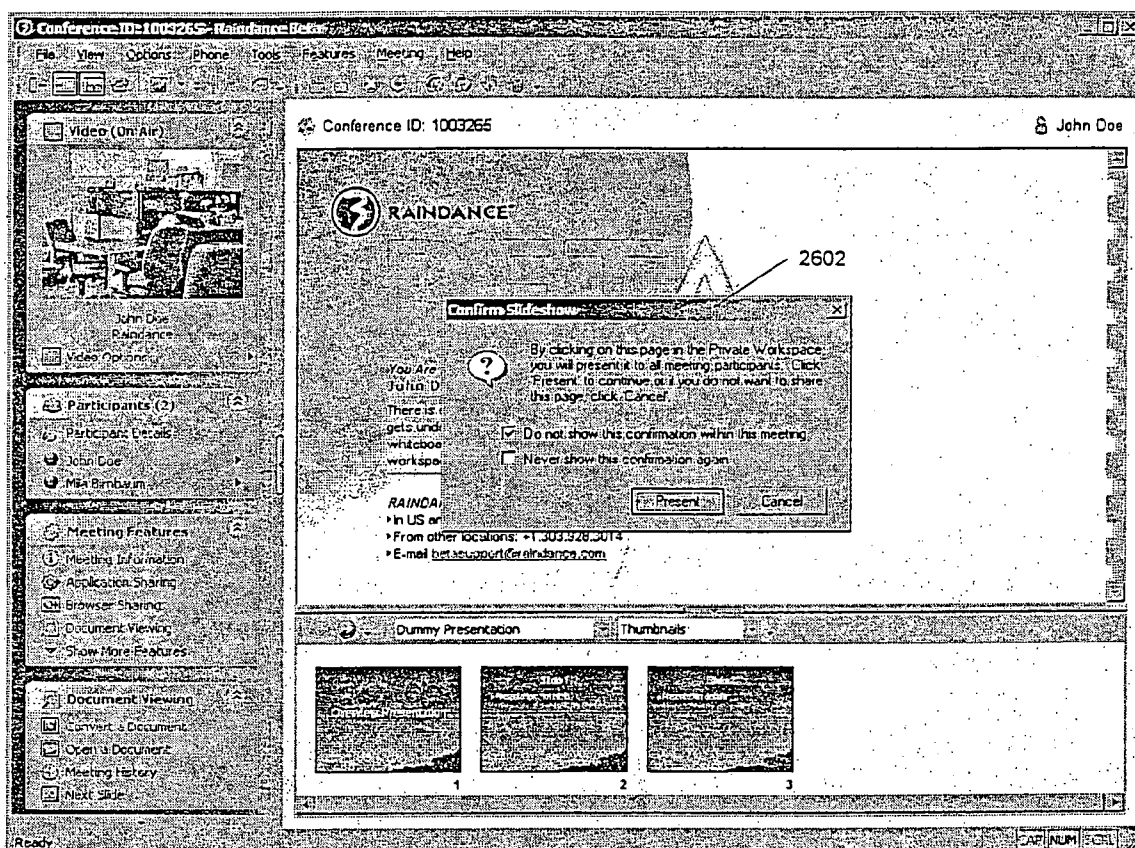 Conference ID: 1003265 - Raindance Beta
File View Options Phone Tools Features Meeting Help
Video (On Air)
John Doe
Raindance
Video Options
Participants (2)
Participant Details
John Doe
Mila Birnbaum
Meeting Features
Meeting Information
Application Sharing
Browser Sharing
Document Viewing
Show More Features
Document Viewing
Convert a Document
Open a Document
Meeting History
Next Slide
Conference ID: 1003265
John Doe
RAINDANCE
2602
Confirm Slideshow
By clicking on this page in the Private Workspace,
you will present it to all meeting participants. Click
'Present' to continue or if you do not want to share
this page, click 'Cancel'.
Do not show this confirmation within this meeting
Never show this confirmation again
Present
Cancel
You Are
John D
There is
gets unde
whiteboa
workspa
RAINDA
In US an
From other locations: +1.303.928.3014
E-mail betasupport@raindance.com
Dummy Presentation
Thumbnails
Meeting
1
2
3
Ready
CAP NUM SCRL